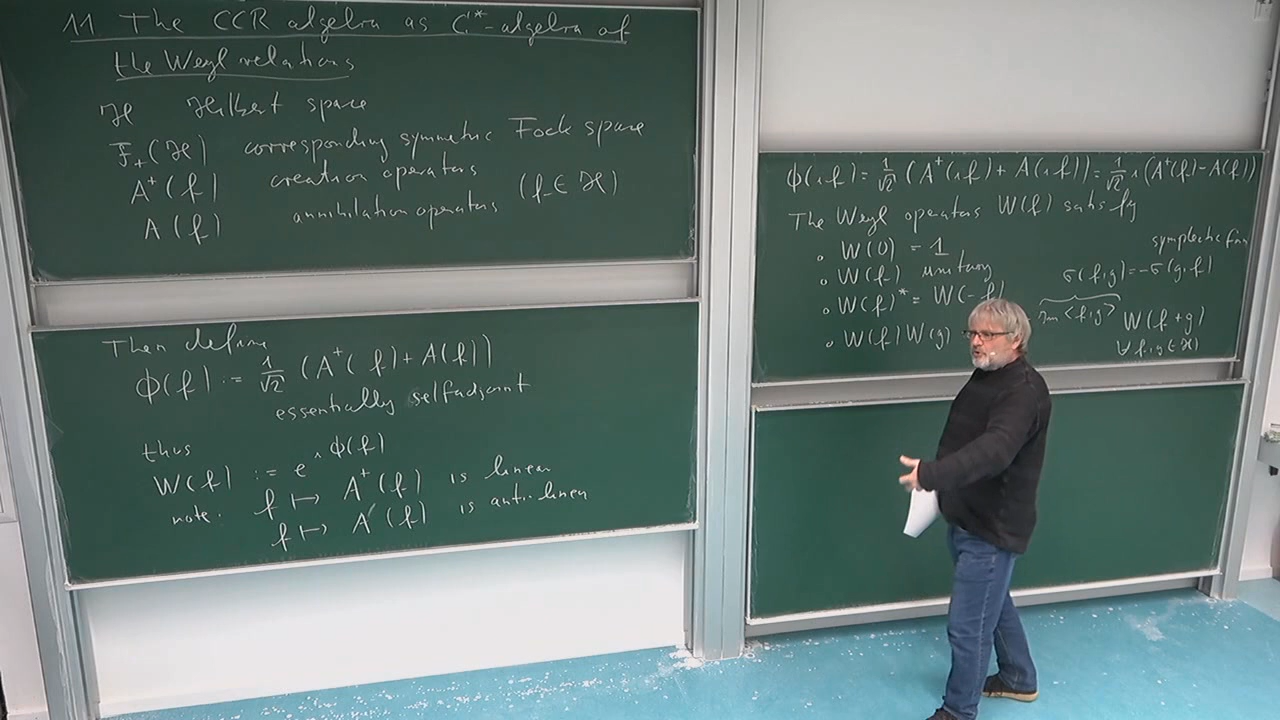 11. The CCR algebra as C*-algebra of
the Weyl relations
ℋ Hilbert space
F₊(ℋ) corresponding symmetric Fock space
A⁺(f) creation operators
A(f) annihilation operators (f ∈ ℋ)
Then define
ϕ(f) := 1/√2 (A⁺(f) + A(f))
essentially selfadjoint
thus
W(f) := e^{iϕ(f)}
note: f ↦ A⁺(f) is linear
f ↦ A(f) is anti-linear
ϕ(if) = 1/√2 (A⁺(if) + A(if)) = 1/√2 i (A⁺(f) - A(f))
The Weyl operators W(f) satisfy
∘ W(0) = 1
symplectic form
∘ W(f) unitary
σ(f,g) = -σ(g,f)
∘ W(f)* = W(-f)
∘ W(f) W(g)
Im <f,g>
W(f+g)
∀ f,g ∈ ℋ